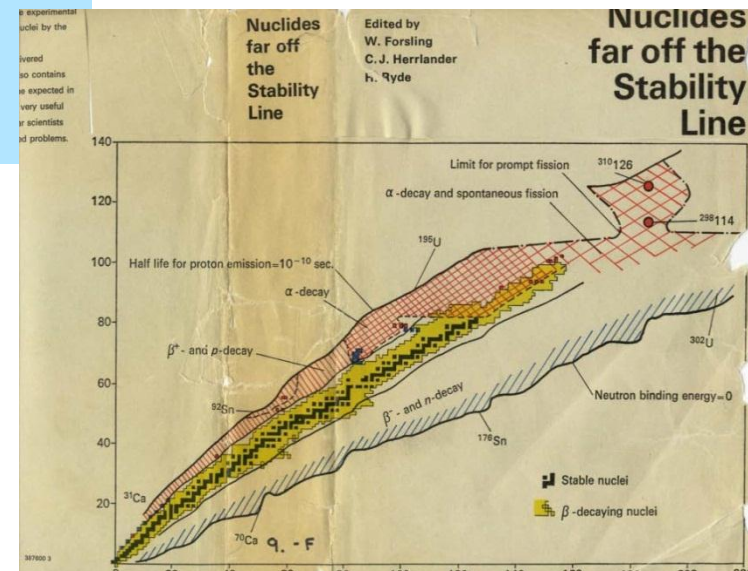 experimental
uclei by the
ivered
so contains
e expected in
very useful
r scientists
d problems.
Nuclides
far off
the
Stability
Line
Edited by
W. Forsling
C.J. Herrlander
H. Ryde
Nuclides
far off the
Stability
Line
140
120
100
80
60
40
20
Limit for prompt fission
³¹⁰126
α-decay and spontaneous fission
²⁹⁸114
¹⁹⁵U
Half life for proton emission=10⁻¹⁰ sec.
α-decay
β⁺- and p-decay
³⁰²U
⁹²Sn
β⁻- and n-decay
Neutron binding energy=0
¹⁷⁶Sn
Stable nuclei
³¹Ca
β-decaying nuclei
⁷⁰Ca
9. - F